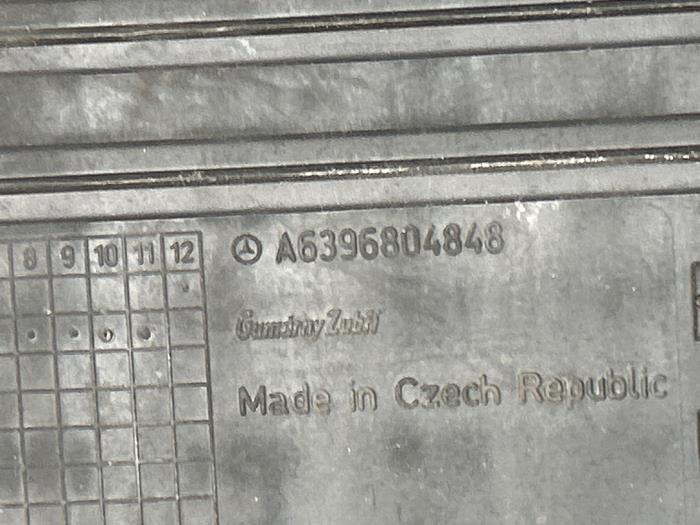 8 9 10 11 12
A6396804848
Made in Czech Republic